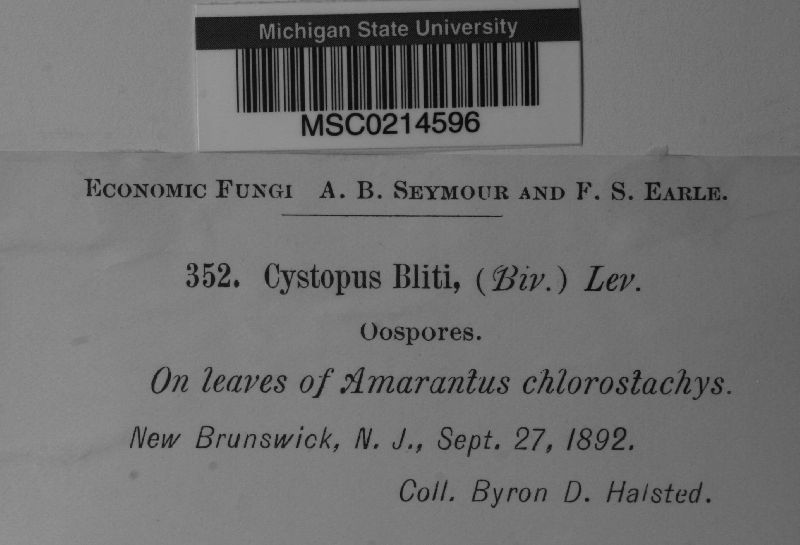 Michigan State University
MSC0214596
Economic Fungi A. B. Seymour and F. S. Earle.
352. Cystopus Bliti, (Biv.) Lev.
Oospores.
On leaves of Amarantus chlorostachys.
New Brunswick, N. J., Sept. 27, 1892.
Coll. Byron D. Halsted.